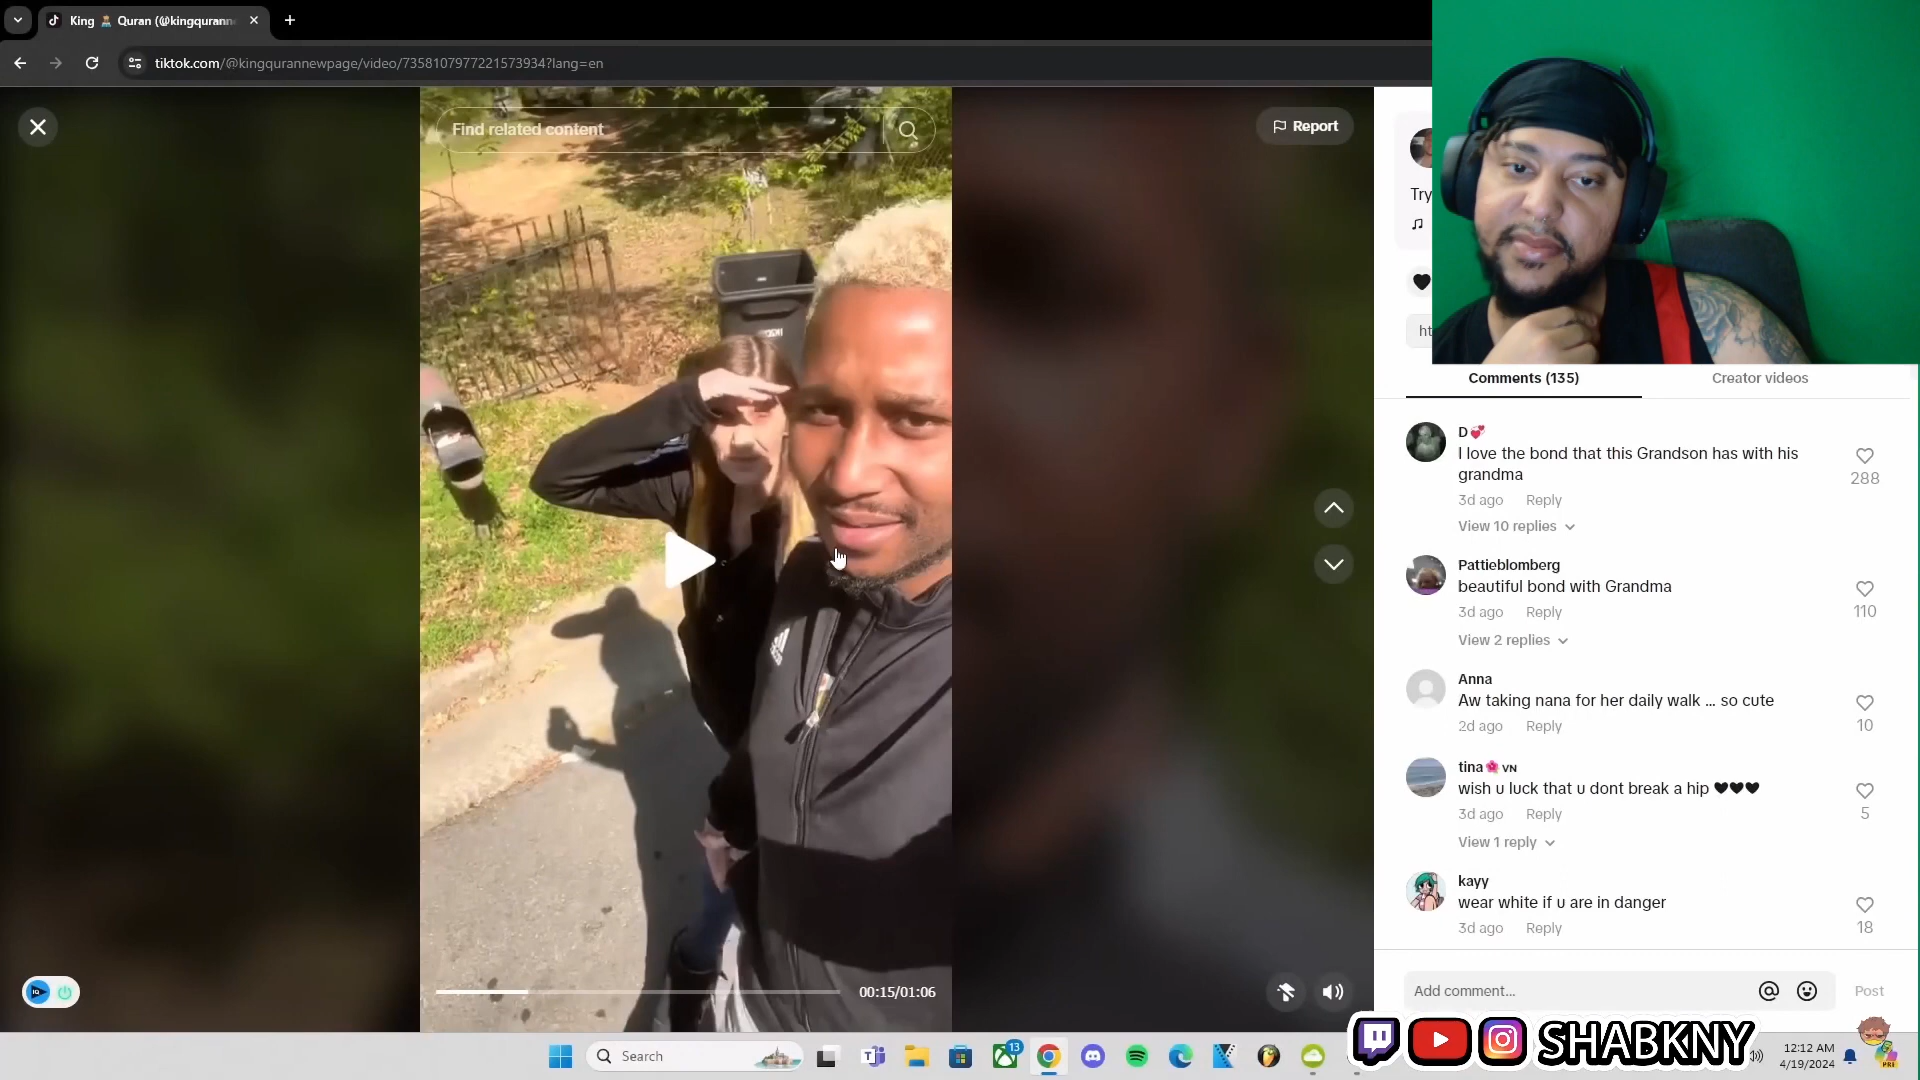 King Quran (@kingqurann
tiktok.com/@kingqurannewpage/video/7358107977221573934?lang=en
Find related content
Report
Try
ht
Comments (135)
Creator videos
D
I love the bond that this Grandson has with his
grandma
288
3d ago Reply
View 10 replies
Pattieblomberg
beautiful bond with Grandma
110
3d ago Reply
View 2 replies
Anna
Aw taking nana for her daily walk ... so cute
10
2d ago Reply
tina VN
wish u luck that u dont break a hip ♥♥♥
5
3d ago Reply
View 1 reply
kayy
wear white if u are in danger
18
3d ago Reply
00:15/01:06
Add comment...
Post
SHABKNY
Search
13
12:12 AM
4/19/2024
PRE